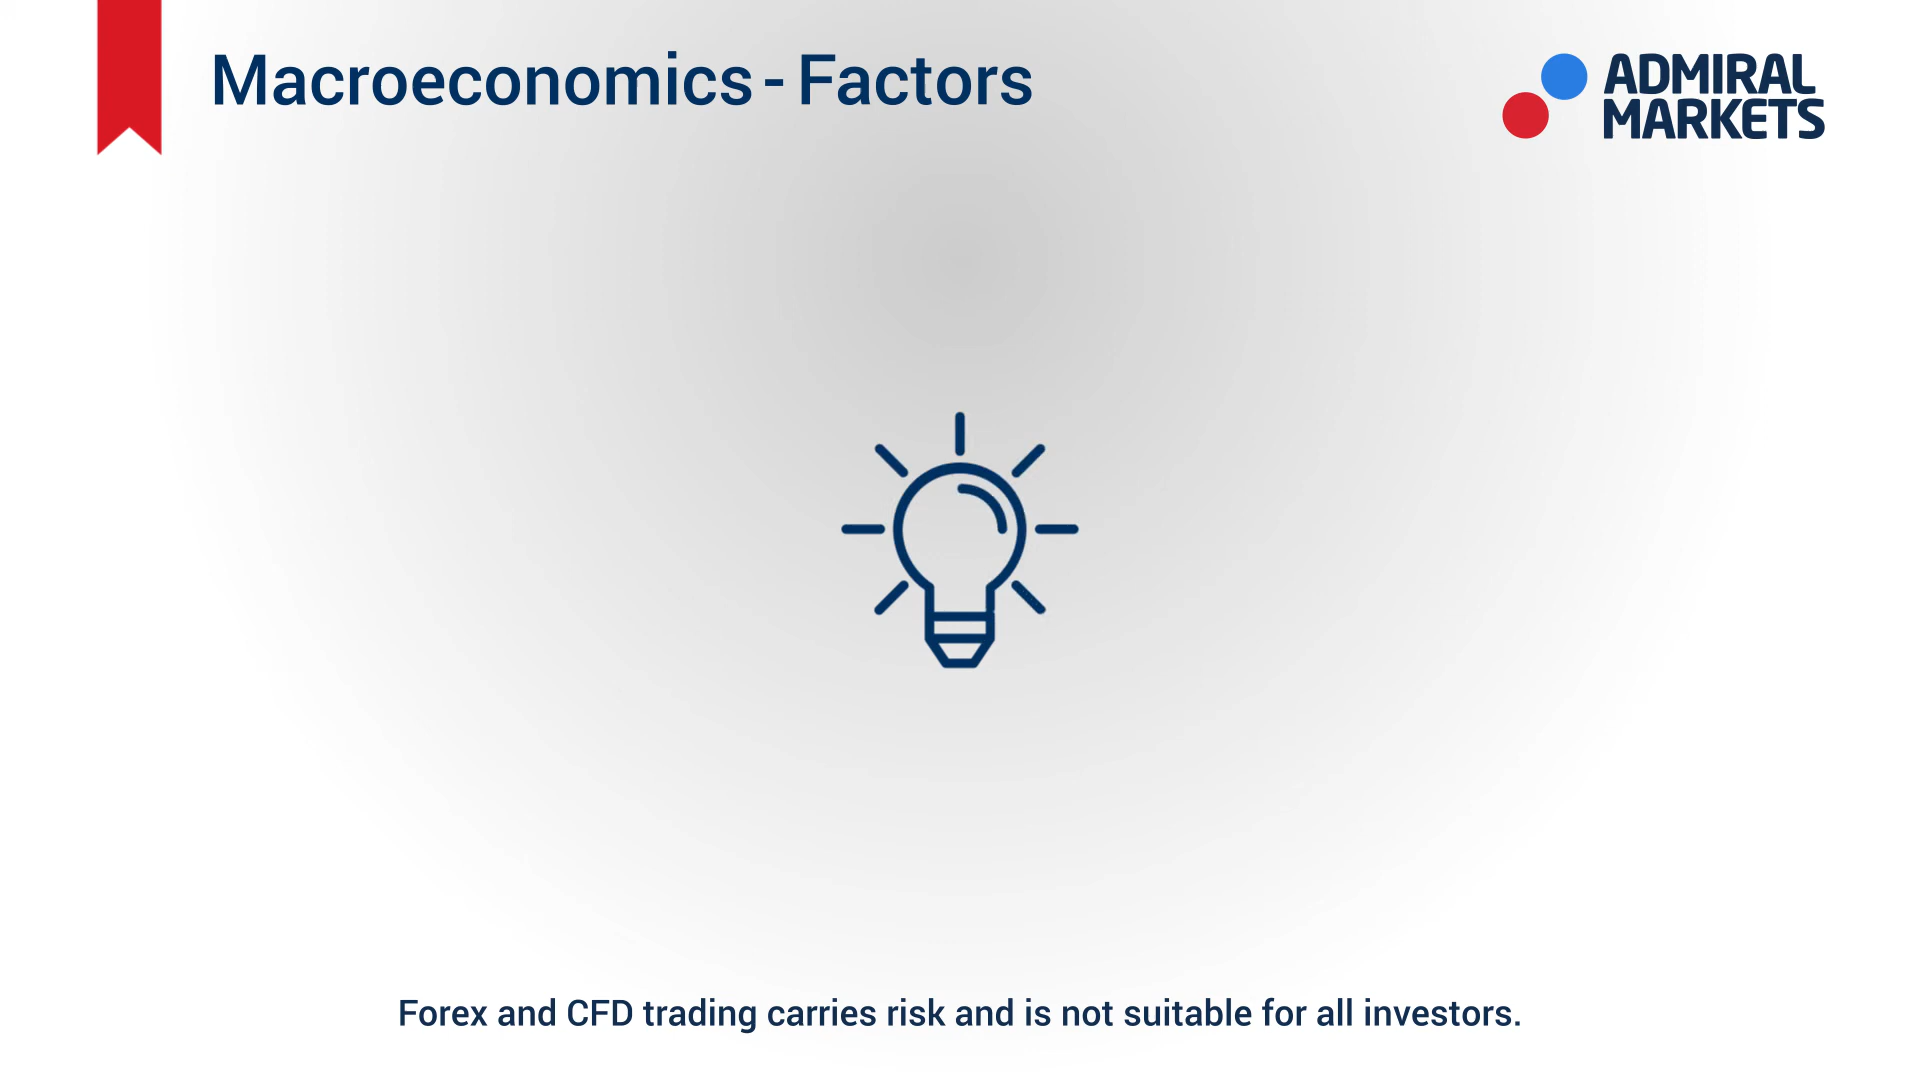 Macroeconomics - Factors
ADMIRAL
MARKETS
Forex and CFD trading carries risk and is not suitable for all investors.